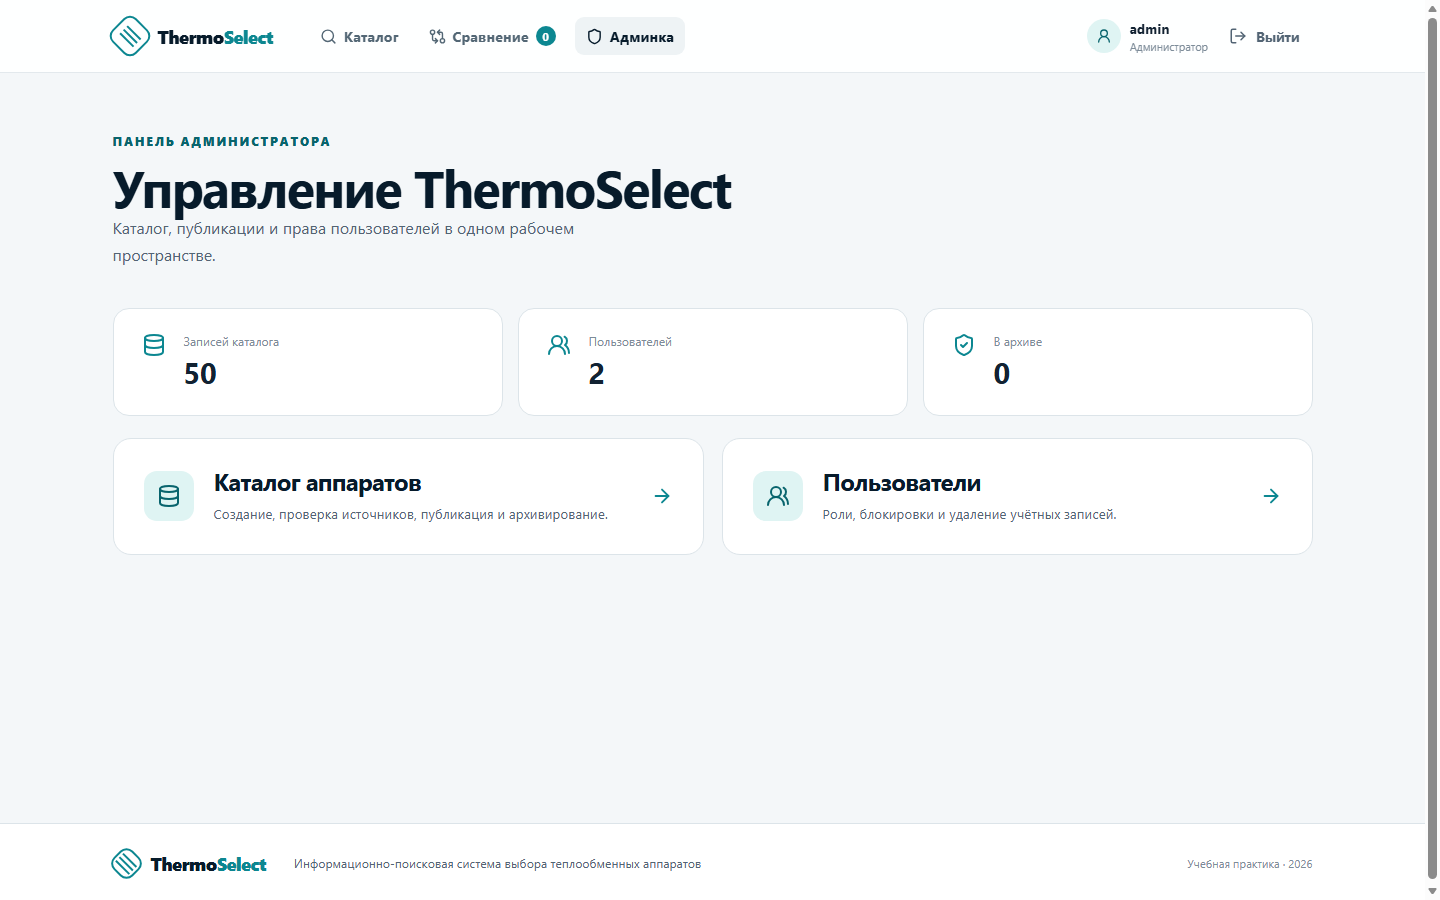 ThermoSelect
Каталог
Сравнение 0
Админка
admin
Администратор
Выйти
ПАНЕЛЬ АДМИНИСТРАТОРА
Управление ThermoSelect
Каталог, публикации и права пользователей в одном рабочем
пространстве.
Записей каталога
50
Пользователей
2
В архиве
0
Каталог аппаратов
Создание, проверка источников, публикация и архивирование.
Пользователи
Роли, блокировки и удаление учётных записей.
ThermoSelect
Информационно-поисковая система выбора теплообменных аппаратов
Учебная практика · 2026